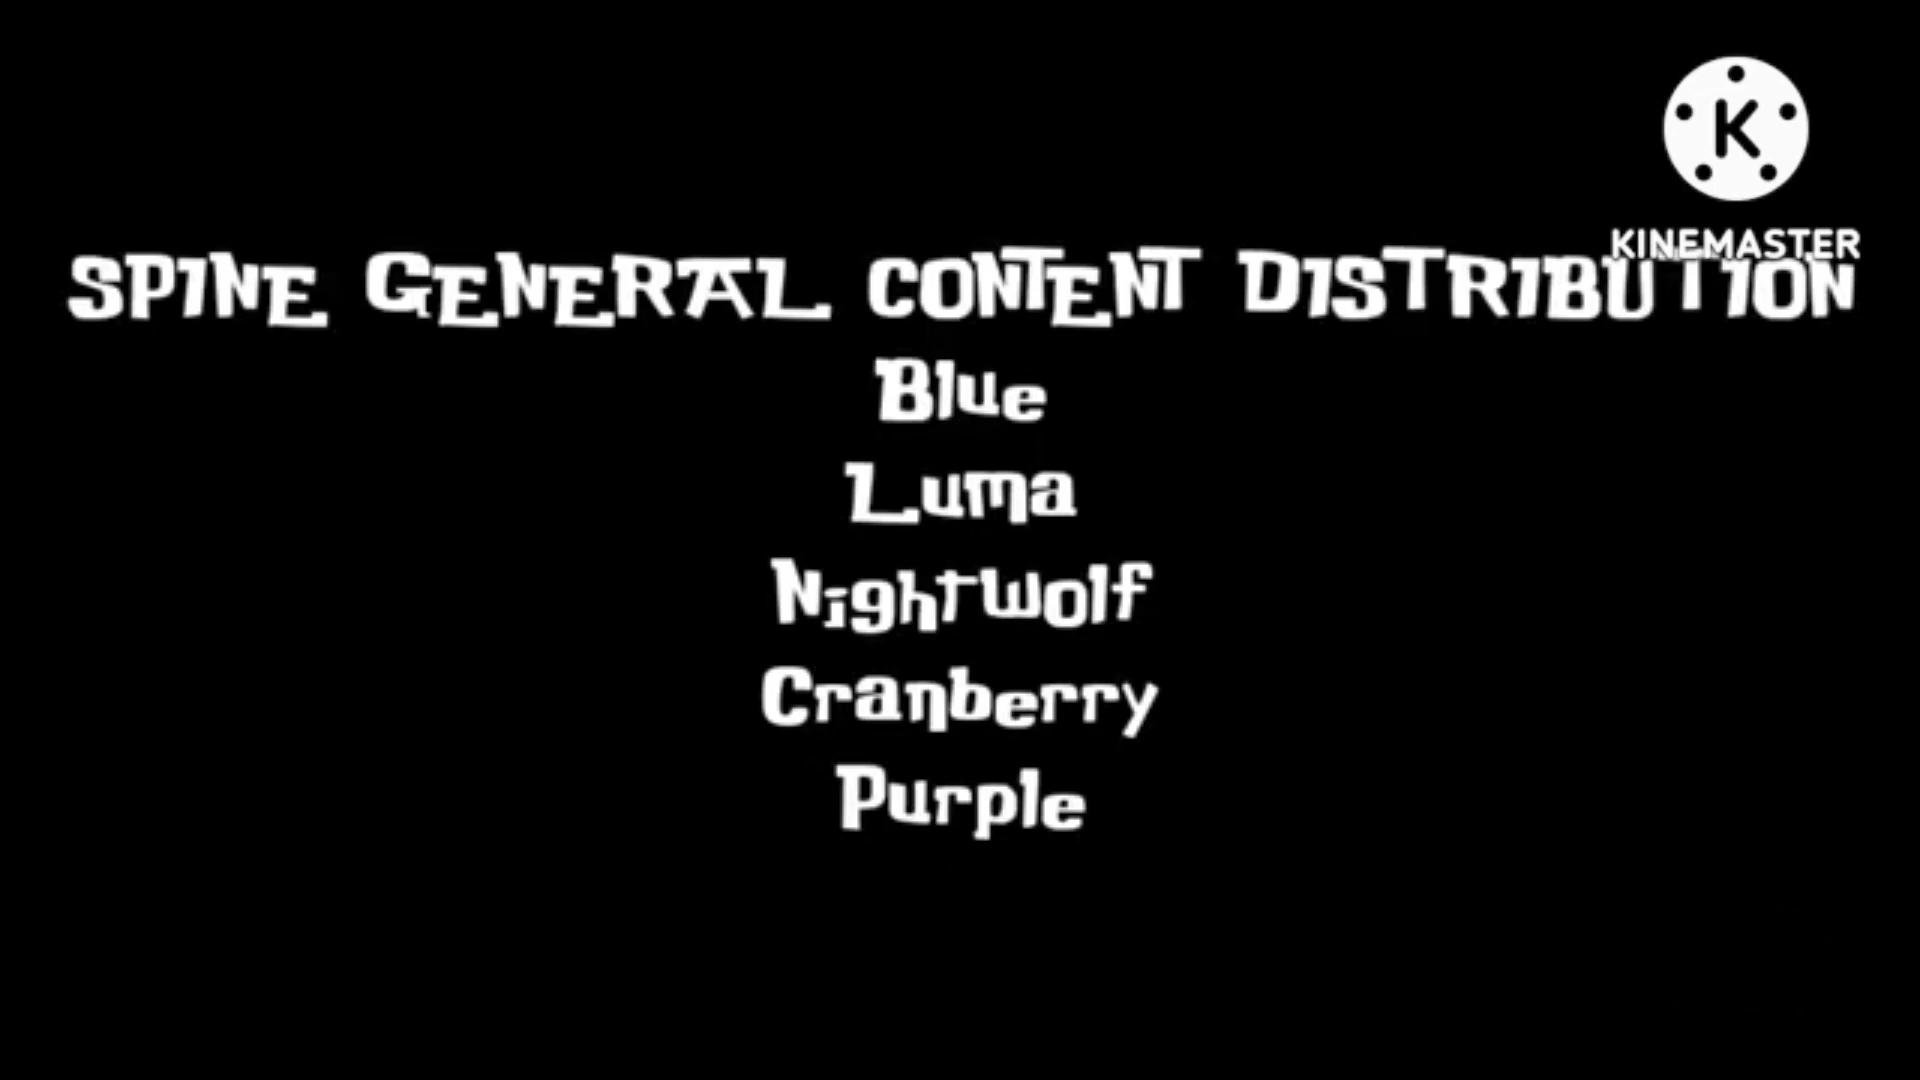 K
KINEMASTER
SPINE GENERAL CONTENT DISTRIBUTION
Blue
Luma
Nightwolf
Cranberry
Purple